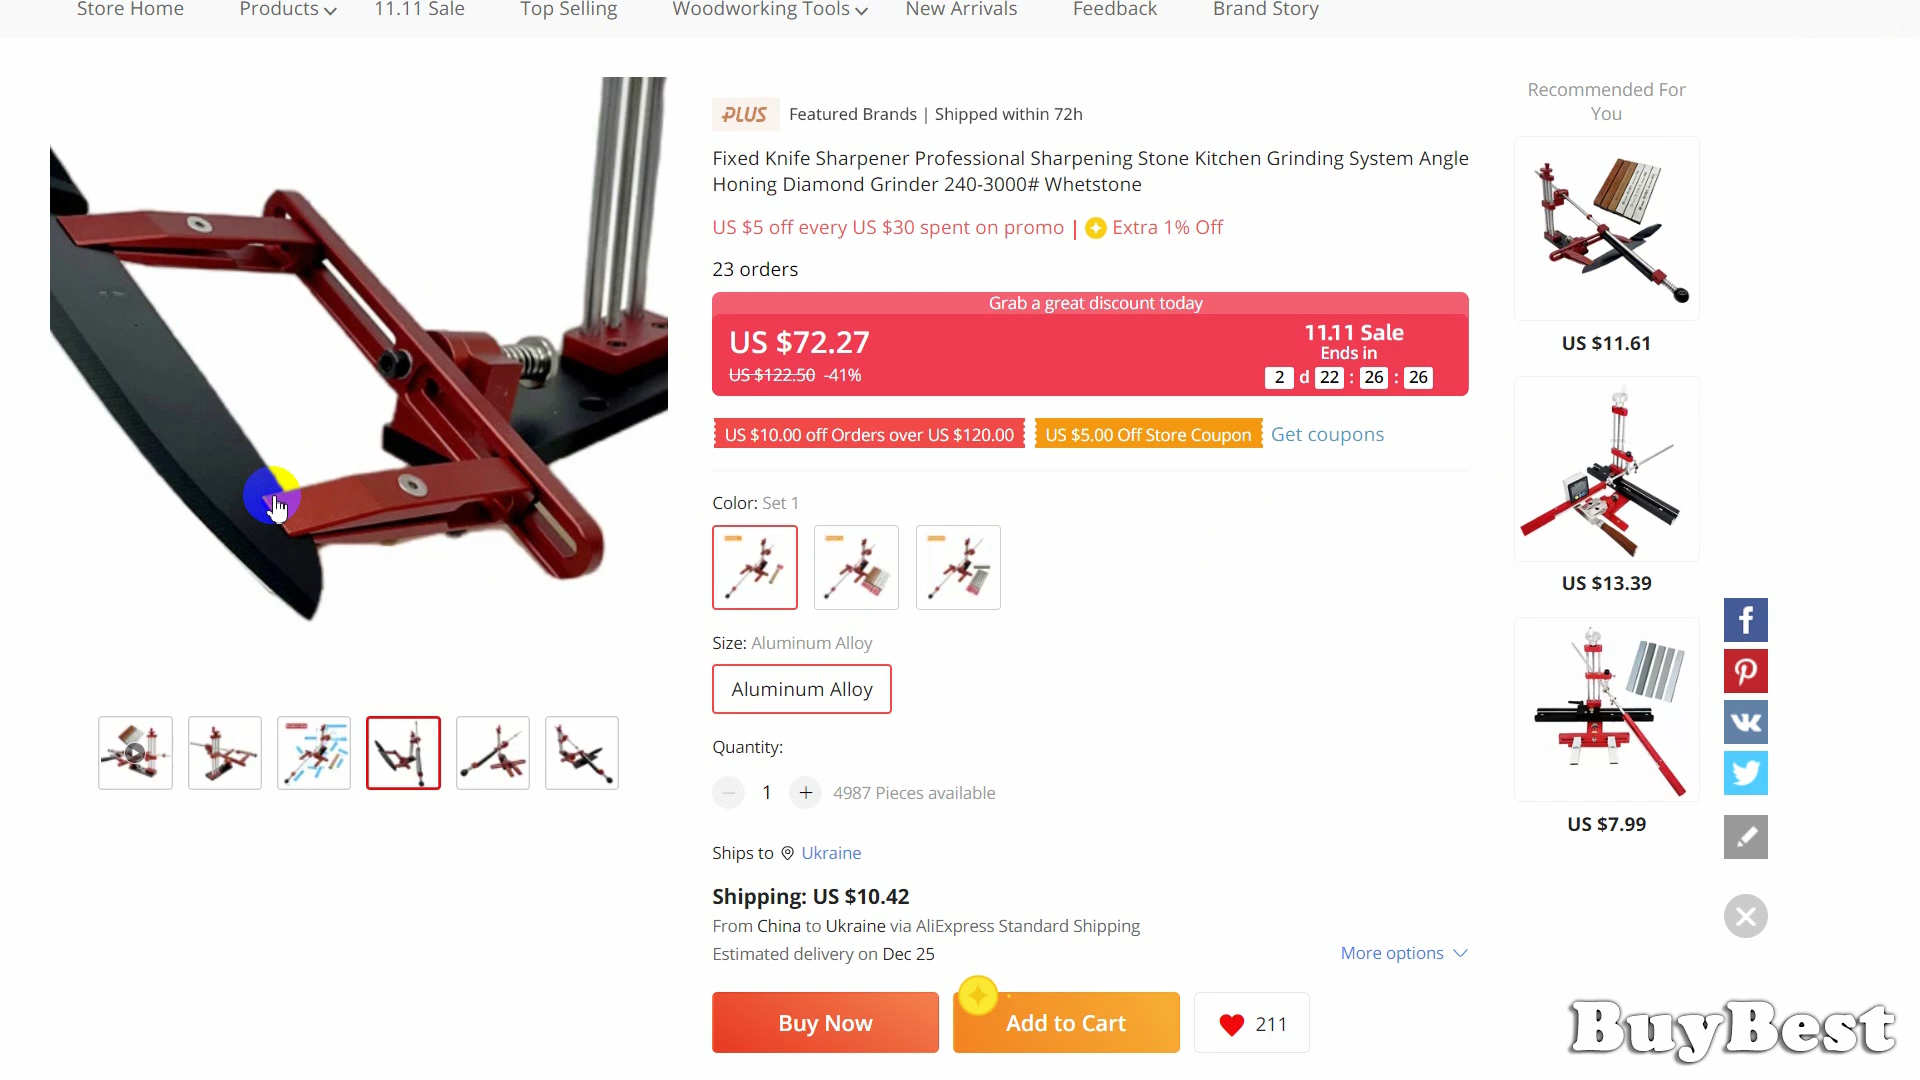 Store Home Products 11.11 Sale Top Selling Woodworking Tools New Arrivals Feedback Brand Story
PLUS Featured Brands | Shipped within 72h
Fixed Knife Sharpener Professional Sharpening Stone Kitchen Grinding System Angle
Honing Diamond Grinder 240-3000# Whetstone
US $5 off every US $30 spent on promo | Extra 1% Off
23 orders
Grab a great discount today
US $72.27
US $122.50 -41%
11.11 Sale
Ends in
2 d 22 : 26 : 26
US $10.00 off Orders over US $120.00 US $5.00 Off Store Coupon Get coupons
Color: Set 1
Size: Aluminum Alloy
Aluminum Alloy
Quantity:
1 + 4987 Pieces available
Ships to Ukraine
Shipping: US $10.42
From China to Ukraine via AliExpress Standard Shipping
Estimated delivery on Dec 25
More options
Buy Now
Add to Cart
211
Recommended For
You
US $11.61
US $13.39
US $7.99
BuyBest